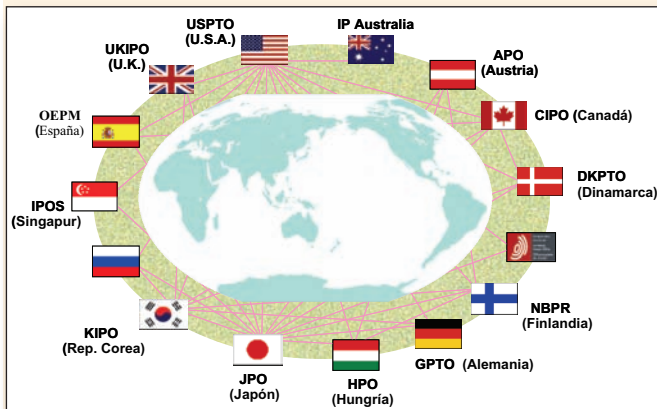 USPTO
(U.S.A.)
IP Australia
UKIPO
(U.K.)
APO
(Austria)
OEPM
(España)
CIPO (Canadá)
IPOS
(Singapur)
DKPTO
(Dinamarca)
NBPR
(Finlandia)
KIPO
(Rep. Corea)
GPTO (Alemania)
JPO
(Japón)
HPO
(Hungría)